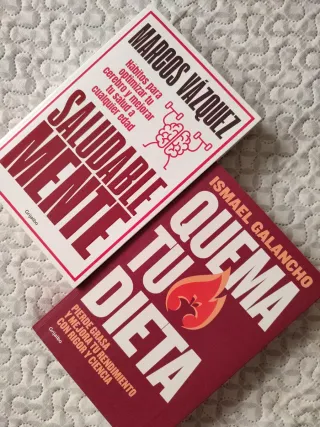 MARCOS VÁZQUEZ
Hábitos para
optimizar tu
cerebro y mejorar
tu salud a
cualquier edad
SALUDABLE
MENTE
Grijalbo
ISMAEL GALANCHO
QUEMA
TU
DIETA
PIERDE GRASA
Y MEJORA TU RENDIMIENTO
CON RIGOR Y CIENCIA
Grijalbo